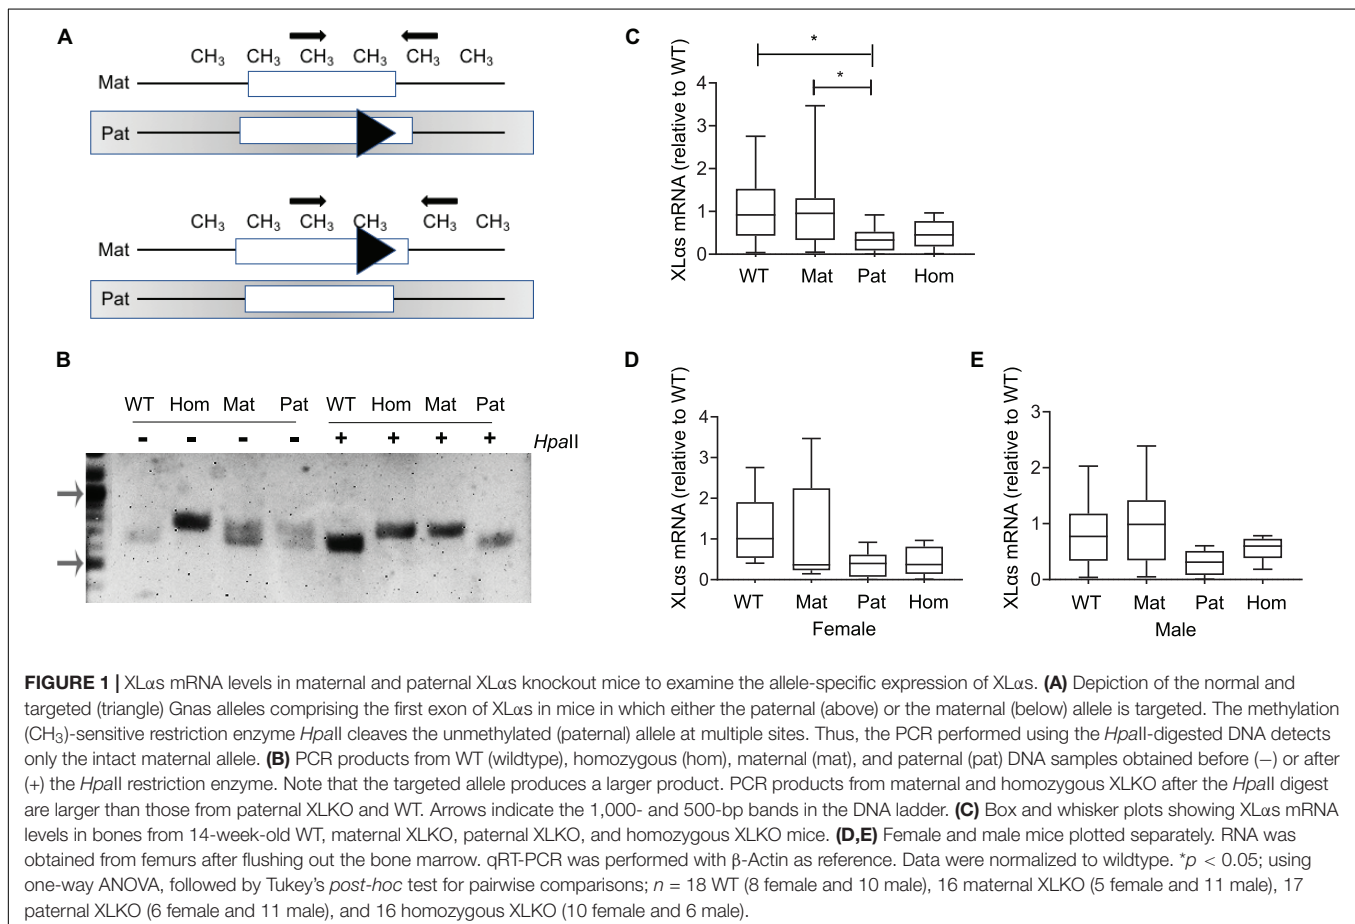 A
CH3 CH3 CH3 CH3 CH3 CH3
Mat
Pat
CH3 CH3 CH3 CH3 CH3 CH3
Mat
Pat
B
WT Hom Mat Pat WT Hom Mat Pat
- - - - + + + + HpaII
C
XLαs mRNA (relative to WT)
*
*
4
3
2
1
0
WT Mat Pat Hom
D
XLαs mRNA (relative to WT)
4
3
2
1
0
WT Mat Pat Hom
Female
E
XLαs mRNA (relative to WT)
3
2
1
0
WT Mat Pat Hom
Male
FIGURE 1 | XLαs mRNA levels in maternal and paternal XLαs knockout mice to examine the allele-specific expression of XLαs. (A) Depiction of the normal and
targeted (triangle) Gnas alleles comprising the first exon of XLαs in mice in which either the paternal (above) or the maternal (below) allele is targeted. The methylation
(CH3)-sensitive restriction enzyme HpaII cleaves the unmethylated (paternal) allele at multiple sites. Thus, the PCR performed using the HpaII-digested DNA detects
only the intact maternal allele. (B) PCR products from WT (wildtype), homozygous (hom), maternal (mat), and paternal (pat) DNA samples obtained before (−) or after
(+) the HpaII restriction enzyme. Note that the targeted allele produces a larger product. PCR products from maternal and homozygous XLKO after the HpaII digest
are larger than those from paternal XLKO and WT. Arrows indicate the 1,000- and 500-bp bands in the DNA ladder. (C) Box and whisker plots showing XLαs mRNA
levels in bones from 14-week-old WT, maternal XLKO, paternal XLKO, and homozygous XLKO mice. (D,E) Female and male mice plotted separately. RNA was
obtained from femurs after flushing out the bone marrow. qRT-PCR was performed with β-Actin as reference. Data were normalized to wildtype. *p < 0.05; using
one-way ANOVA, followed by Tukey's post-hoc test for pairwise comparisons; n = 18 WT (8 female and 10 male), 16 maternal XLKO (5 female and 11 male), 17
paternal XLKO (6 female and 11 male), and 16 homozygous XLKO (10 female and 6 male).